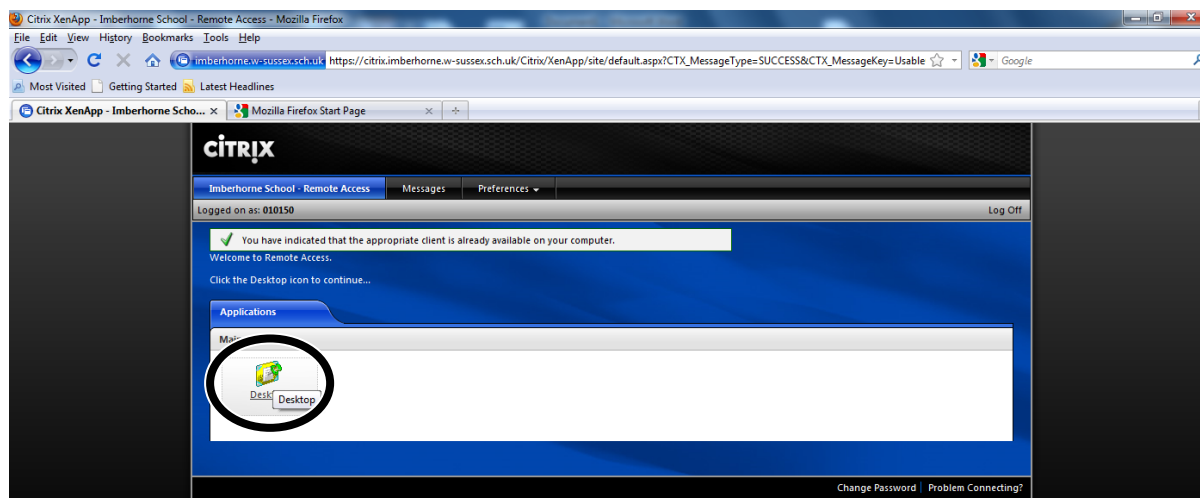 Citrix XenApp - Imberhorne School - Remote Access - Mozilla Firefox
File Edit View History Bookmarks Tools Help
imberhorne.w-sussex.sch.uk https://citrix.imberhorne.w-sussex.sch.uk/Citrix/XenApp/site/default.aspx?CTX_MessageType=SUCCESS&CTX_MessageKey=Usable Google
Most Visited Getting Started Latest Headlines
Citrix XenApp - Imberhorne Scho... Mozilla Firefox Start Page
CITRIX
Imberhorne School - Remote Access Messages Preferences
Logged on as: 010150 Log Off
You have indicated that the appropriate client is already available on your computer.
Welcome to Remote Access.
Click the Desktop icon to continue...
Applications
Desktop
Change Password Problem Connecting?